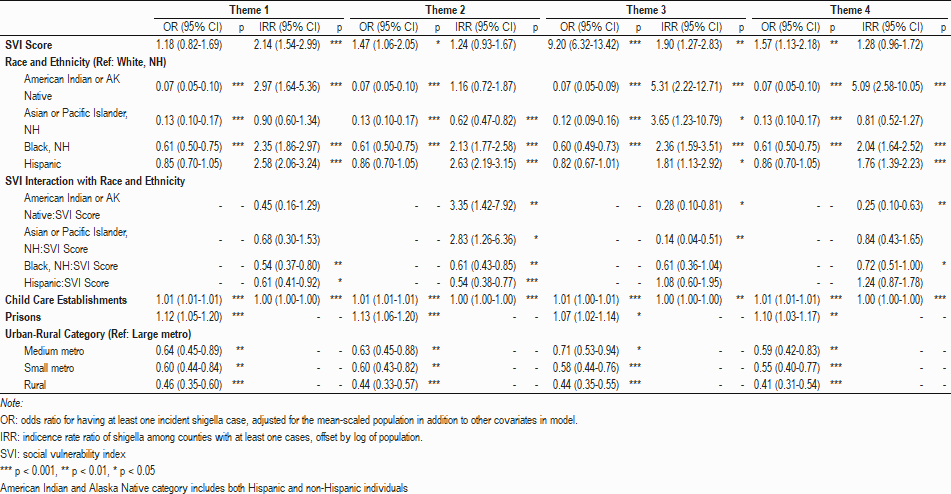 Theme 1 Theme 2 Theme 3 Theme 4
OR (95% CI) p IRR (95% CI) p OR (95% CI) p IRR (95% CI) p OR (95% CI) p IRR (95% CI) p OR (95% CI) p IRR (95% CI) p
SVI Score 1.18 (0.82-1.69) 2.14 (1.54-2.99) *** 1.47 (1.06-2.05) * 1.24 (0.93-1.67) 9.20 (6.32-13.42) *** 1.90 (1.27-2.83) ** 1.57 (1.13-2.18) ** 1.28 (0.96-1.72)
Race and Ethnicity (Ref: White, NH)
American Indian or AK
Native 0.07 (0.05-0.10) *** 2.97 (1.64-5.36) *** 0.07 (0.05-0.10) *** 1.16 (0.72-1.87) 0.07 (0.05-0.09) *** 5.31 (2.22-12.71) *** 0.07 (0.05-0.10) *** 5.09 (2.58-10.05) ***
Asian or Pacific Islander,
NH 0.13 (0.10-0.17) *** 0.90 (0.60-1.34) 0.13 (0.10-0.17) *** 0.62 (0.47-0.82) *** 0.12 (0.09-0.16) *** 3.65 (1.23-10.79) * 0.13 (0.10-0.17) *** 0.81 (0.52-1.27)
Black, NH 0.61 (0.50-0.75) *** 2.35 (1.86-2.97) *** 0.61 (0.50-0.75) *** 2.13 (1.77-2.58) *** 0.60 (0.49-0.73) *** 2.36 (1.59-3.51) *** 0.61 (0.50-0.75) *** 2.04 (1.64-2.52) ***
Hispanic 0.85 (0.70-1.05) 2.58 (2.06-3.24) *** 0.86 (0.70-1.05) 2.63 (2.19-3.15) *** 0.82 (0.67-1.01) 1.81 (1.13-2.92) * 0.86 (0.70-1.05) 1.76 (1.39-2.23) ***
SVI Interaction with Race and Ethnicity
American Indian or AK
Native:SVI Score - - 0.45 (0.16-1.29) - - 3.35 (1.42-7.92) ** - - 0.28 (0.10-0.81) * - - 0.25 (0.10-0.63) **
Asian or Pacific Islander,
NH:SVI Score - - 0.68 (0.30-1.53) - - 2.83 (1.26-6.36) * - - 0.14 (0.04-0.51) ** - - 0.84 (0.43-1.65)
Black, NH:SVI Score - - 0.54 (0.37-0.80) ** - - 0.61 (0.43-0.85) ** - - 0.61 (0.36-1.04) - - 0.72 (0.51-1.00) *
Hispanic:SVI Score - - 0.61 (0.41-0.92) * - - 0.54 (0.38-0.77) *** - - 1.08 (0.60-1.95) - - 1.24 (0.87-1.78)
Child Care Establishments 1.01 (1.01-1.01) *** 1.00 (1.00-1.00) *** 1.01 (1.01-1.01) *** 1.00 (1.00-1.00) *** 1.01 (1.00-1.01) *** 1.00 (1.00-1.00) ** 1.01 (1.01-1.01) *** 1.00 (1.00-1.00) ***
Prisons 1.12 (1.05-1.20) *** - - 1.13 (1.06-1.20) *** - - 1.07 (1.02-1.14) * - - 1.10 (1.03-1.17) ** - -
Urban-Rural Category (Ref: Large metro)
Medium metro 0.64 (0.45-0.89) ** - - 0.63 (0.45-0.88) ** - - 0.71 (0.53-0.94) * - - 0.59 (0.42-0.83) ** - -
Small metro 0.60 (0.44-0.84) ** - - 0.60 (0.43-0.82) ** - - 0.58 (0.44-0.76) *** - - 0.55 (0.40-0.77) *** - -
Rural 0.46 (0.35-0.60) *** - - 0.44 (0.33-0.57) *** - - 0.44 (0.35-0.55) *** - - 0.41 (0.31-0.54) *** - -
Note:
OR: odds ratio for having at least one incident shigella case, adjusted for the mean-scaled population in addition to other covariates in model.
IRR: indicence rate ratio of shigella among counties with at least one cases, offset by log of population.
SVI: social vulnerability index
*** p < 0.001, ** p < 0.01, * p < 0.05
American Indian and Alaska Native category includes both Hispanic and non-Hispanic individuals